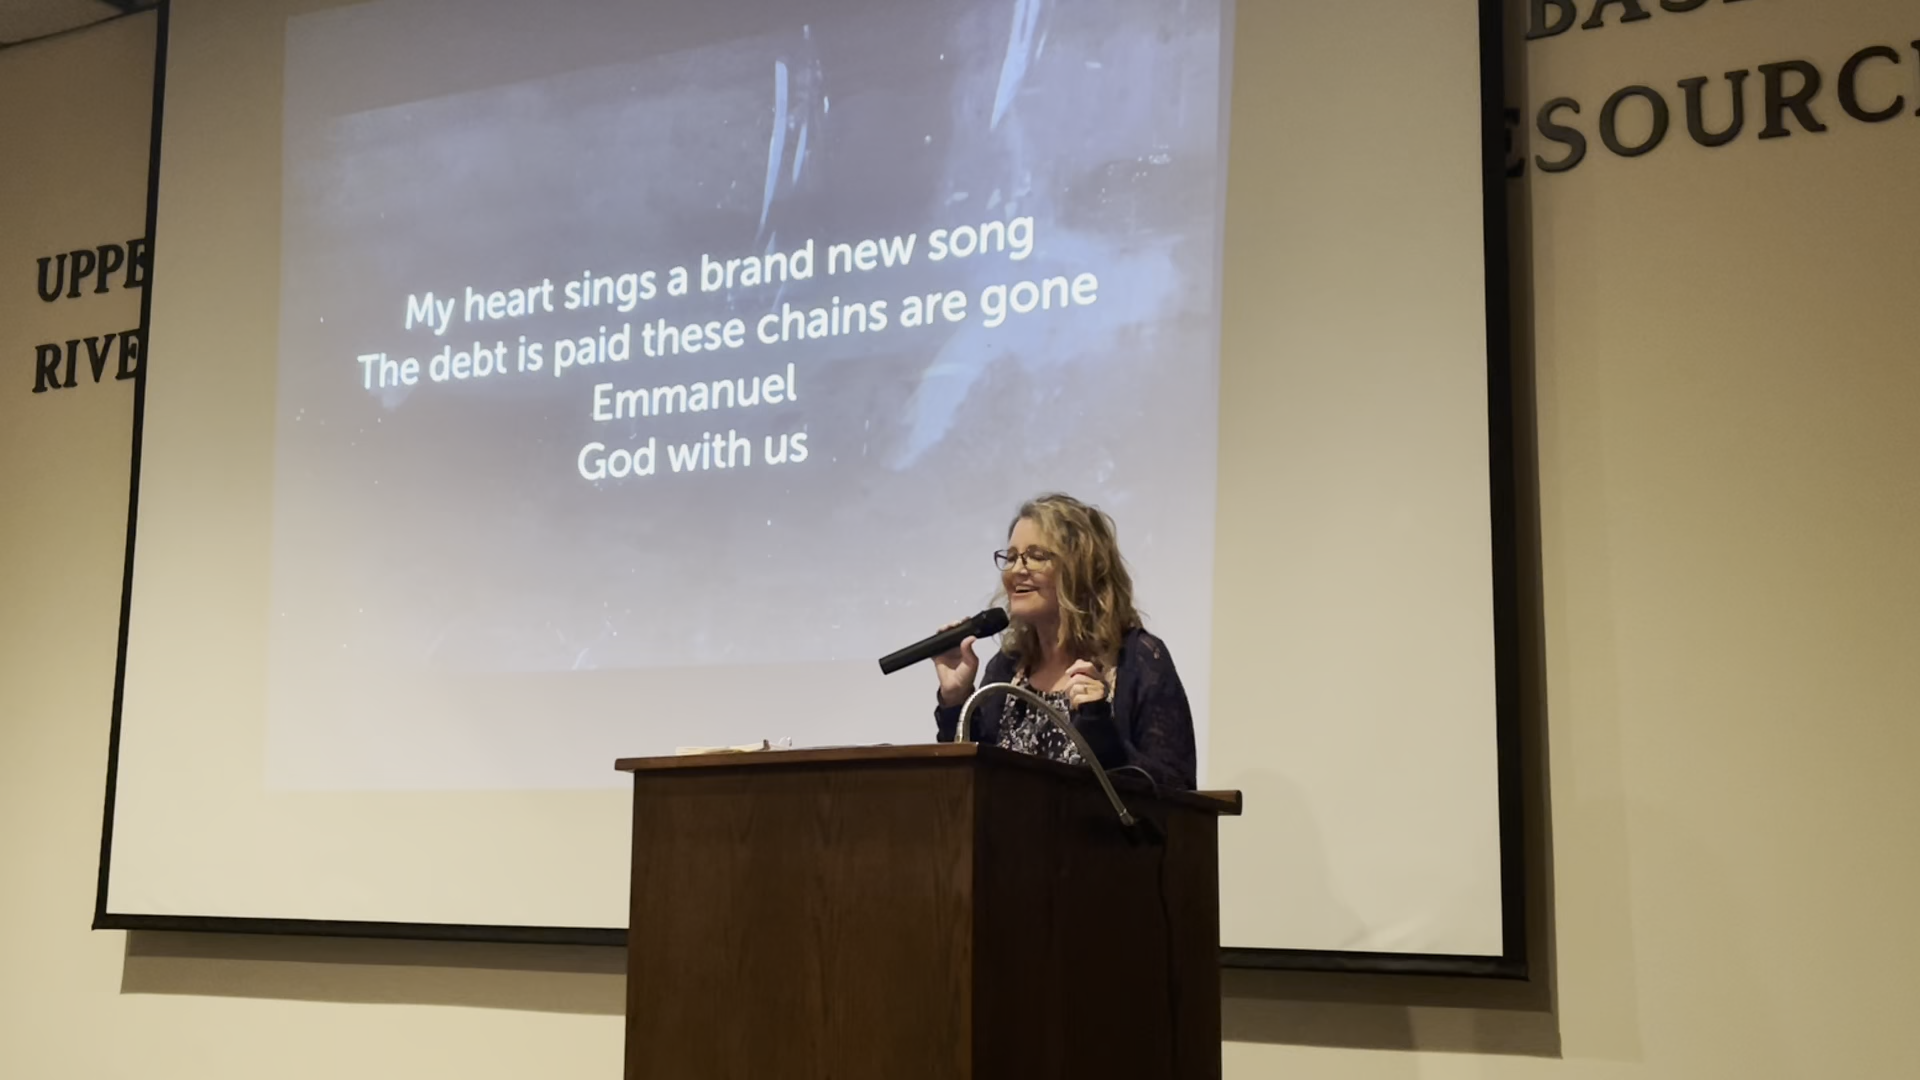 BAS
ESOURC
UPPE
RIVE
My heart sings a brand new song
The debt is paid these chains are gone
Emmanuel
God with us